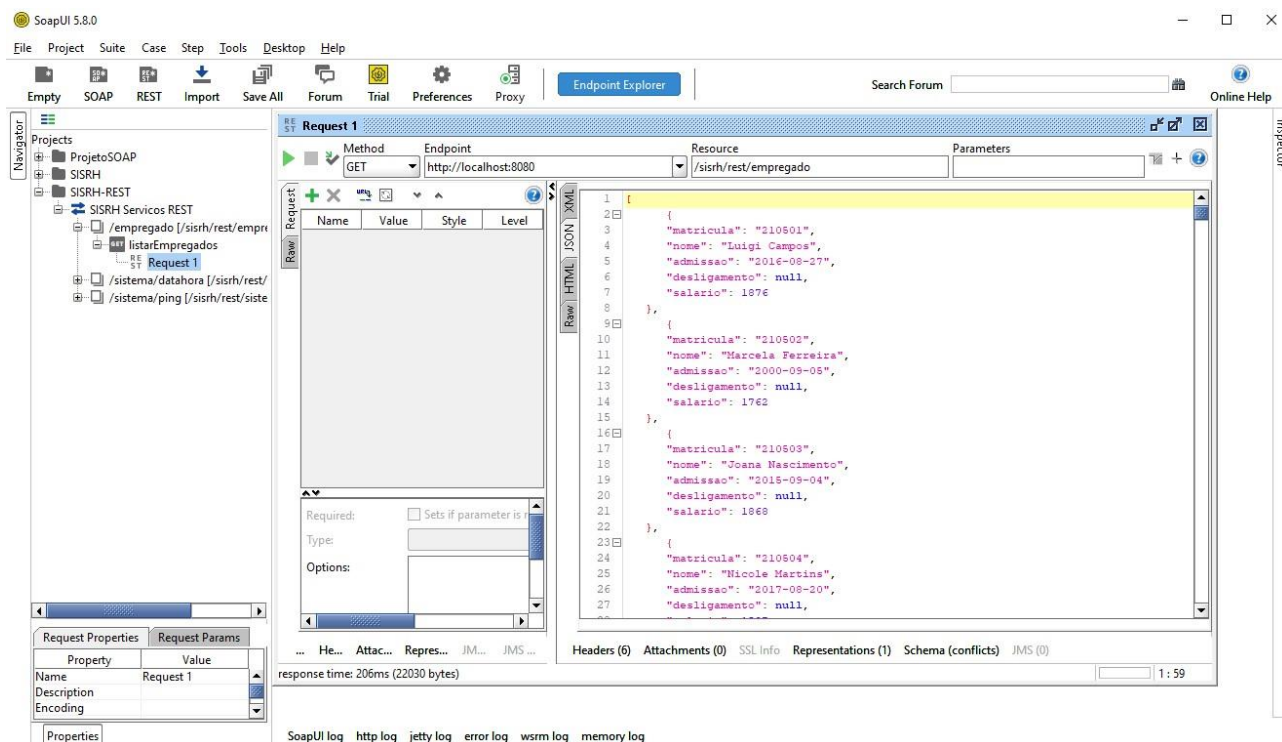 SoapUI 5.8.0
File Project Suite Case Step Tools Desktop Help
Empty SOAP REST Import Save All Forum Trial Preferences Proxy Endpoint Explorer Search Forum Online Help
Navigator
Inspector
Projects
ProjetoSOAP
SISRH
SISRH-REST
SISRH Servicos REST
/empregado [/sisrh/rest/empre
GET listarEmpregados
REST Request 1
/sistema/datahora [/sisrh/rest/
/sistema/ping [/sisrh/rest/siste
REST Request 1
Method Endpoint Resource Parameters
GET http://localhost:8080 /sisrh/rest/empregado
Request
Raw
Name Value Style Level
Required: Sets if parameter is r
Type:
Options:
XML
JSON
HTML
Raw
1 [
2 {
3 "matricula": "210501",
4 "nome": "Luigi Campos",
5 "admissao": "2016-08-27",
6 "desligamento": null,
7 "salario": 1876
8 },
9 {
10 "matricula": "210502",
11 "nome": "Marcela Ferreira",
12 "admissao": "2000-09-05",
13 "desligamento": null,
14 "salario": 1762
15 },
16 {
17 "matricula": "210503",
18 "nome": "Joana Nascimento",
19 "admissao": "2015-09-04",
20 "desligamento": null,
21 "salario": 1868
22 },
23 {
24 "matricula": "210504",
25 "nome": "Nicole Martins",
26 "admissao": "2017-08-20",
27 "desligamento": null,
... He... Attac... Repres... JM... JMS ...
Headers (6) Attachments (0) SSL Info Representations (1) Schema (conflicts) JMS (0)
response time: 206ms (22030 bytes)
1 : 59
Request Properties Request Params
Property Value
Name Request 1
Description
Encoding
Properties
SoapUI log http log jetty log error log wsrm log memory log